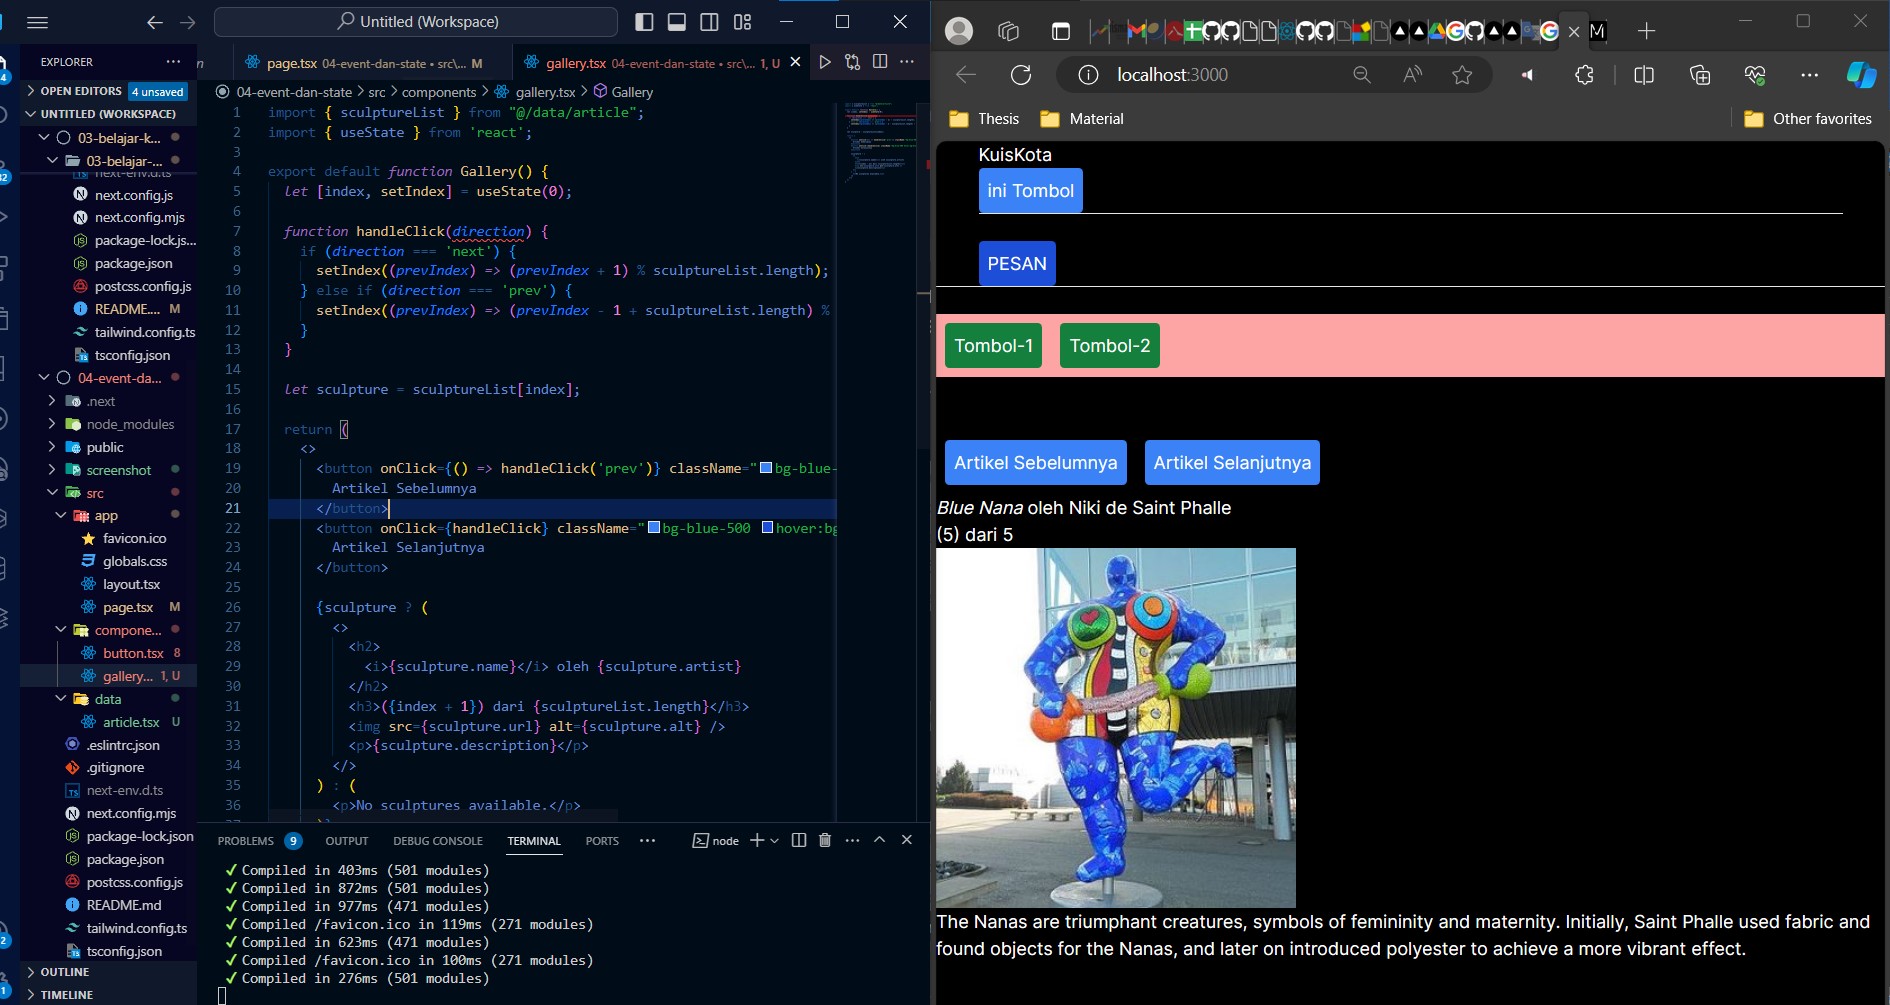 Untitled (Workspace)
EXPLORER
OPEN EDITORS 4 unsaved
UNTITLED (WORKSPACE)
03-belajar-k...
03-belajar-...
next-env.d.ts
next.config.js
next.config.mjs
package-lock.js...
package.json
postcss.config.js
README.... M
tailwind.config.ts
tsconfig.json
04-event-da...
.next
node_modules
public
screenshot
src
app
favicon.ico
globals.css
layout.tsx
page.tsx M
compone...
button.tsx 8
gallery... 1, U
data
article.tsx U
.eslintrc.json
.gitignore
next-env.d.ts
next.config.mjs
package-lock.json
package.json
postcss.config.js
README.md
tailwind.config.ts
tsconfig.json
OUTLINE
TIMELINE
page.tsx 04-event-dan-state • src\... M
gallery.tsx 04-event-dan-state • src\... 1, U
04-event-dan-state > src > components > gallery.tsx > Gallery
1 import { sculptureList } from "@/data/article";
2 import { useState } from 'react';
3
4 export default function Gallery() {
5 let [index, setIndex] = useState(0);
6
7 function handleClick(direction) {
8 if (direction === 'next') {
9 setIndex((prevIndex) => (prevIndex + 1) % sculptureList.length);
10 } else if (direction === 'prev') {
11 setIndex((prevIndex) => (prevIndex - 1 + sculptureList.length) %
12 }
13 }
14
15 let sculpture = sculptureList[index];
16
17 return (
18 <>
19 <button onClick={() => handleClick('prev')} className="bg-blue-
20 Artikel Sebelumnya
21 </button>
22 <button onClick={handleClick} className="bg-blue-500 hover:bg
23 Artikel Selanjutnya
24 </button>
25
26 {sculpture ? (
27 <>
28 <h2>
29 <i>{sculpture.name}</i> oleh {sculpture.artist}
30 </h2>
31 <h3>({index + 1}) dari {sculptureList.length}</h3>
32 <img src={sculpture.url} alt={sculpture.alt} />
33 <p>{sculpture.description}</p>
34 </>
35 ) : (
36 <p>No sculptures available.</p>
PROBLEMS 9 OUTPUT DEBUG CONSOLE TERMINAL PORTS ... node
✓ Compiled in 403ms (501 modules)
✓ Compiled in 872ms (501 modules)
✓ Compiled in 977ms (471 modules)
✓ Compiled /favicon.ico in 119ms (271 modules)
✓ Compiled in 623ms (471 modules)
✓ Compiled /favicon.ico in 100ms (271 modules)
✓ Compiled in 276ms (501 modules)
localhost:3000
Thesis
Material
Other favorites
KuisKota
ini Tombol
PESAN
Tombol-1 Tombol-2
Artikel Sebelumnya Artikel Selanjutnya
Blue Nana oleh Niki de Saint Phalle
(5) dari 5
The Nanas are triumphant creatures, symbols of femininity and maternity. Initially, Saint Phalle used fabric and
found objects for the Nanas, and later on introduced polyester to achieve a more vibrant effect.